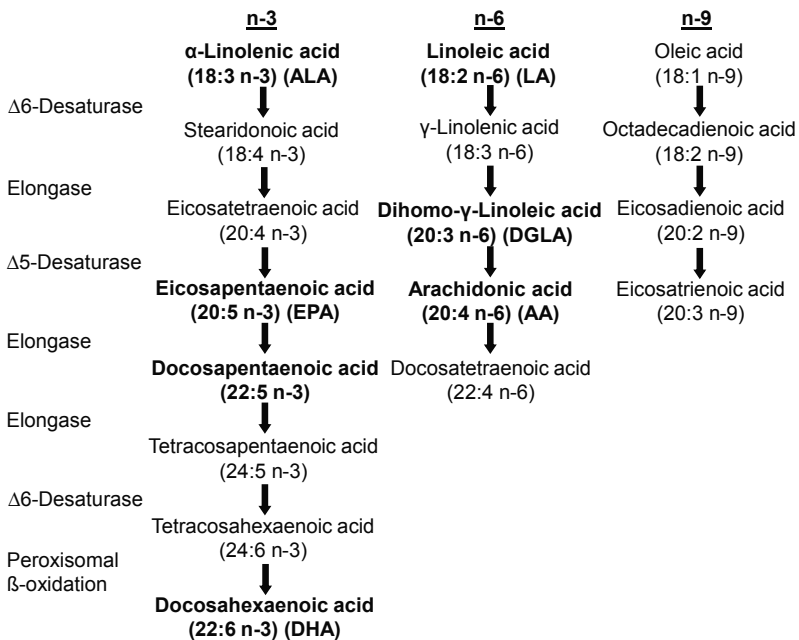 n-3
n-6
n-9
α-Linolenic acid
(18:3 n-3) (ALA)
Linoleic acid
(18:2 n-6) (LA)
Oleic acid
(18:1 n-9)
Δ6-Desaturase
Stearidonoic acid
(18:4 n-3)
γ-Linolenic acid
(18:3 n-6)
Octadecadienoic acid
(18:2 n-9)
Elongase
Eicosatetraenoic acid
(20:4 n-3)
Dihomo-γ-Linoleic acid
(20:3 n-6) (DGLA)
Eicosadienoic acid
(20:2 n-9)
Δ5-Desaturase
Eicosapentaenoic acid
(20:5 n-3) (EPA)
Arachidonic acid
(20:4 n-6) (AA)
Eicosatrienoic acid
(20:3 n-9)
Elongase
Docosapentaenoic acid
(22:5 n-3)
Docosatetraenoic acid
(22:4 n-6)
Elongase
Tetracosapentaenoic acid
(24:5 n-3)
Δ6-Desaturase
Tetracosahexaenoic acid
(24:6 n-3)
Peroxisomal
ß-oxidation
Docosahexaenoic acid
(22:6 n-3) (DHA)